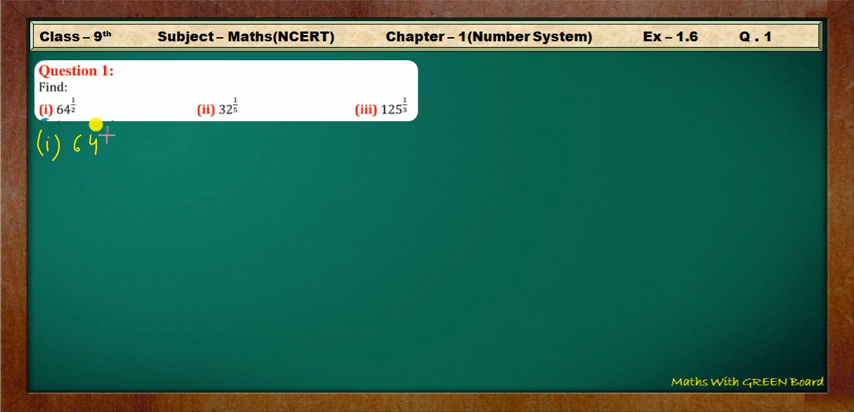 Class – 9ᵗʰ Subject – Maths(NCERT) Chapter – 1(Number System) Ex – 1.6 Q . 1
Question 1:
Find:
(i) 64^(1/2) (ii) 32^(1/5) (iii) 125^(1/3)
(i) 64
Maths With GREEN Board